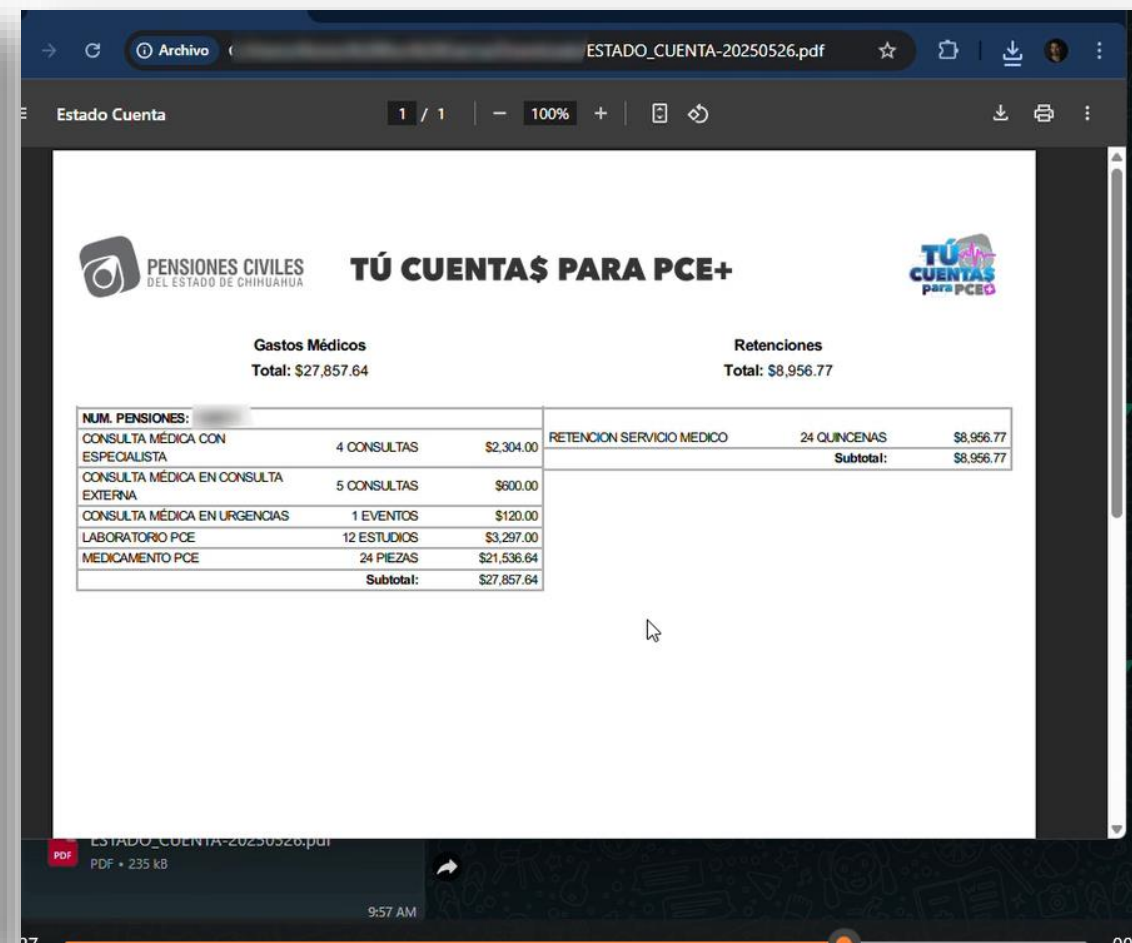 Archivo
ESTADO_CUENTA-20250526.pdf
Estado Cuenta
1 / 1
100%
PENSIONES CIVILES
DEL ESTADO DE CHIHUAHUA
TÚ CUENTA$ PARA PCE+
TÚ
CUENTAS
para PCE+
Gastos Médicos
Total: $27,857.64
Retenciones
Total: $8,956.77
NUM. PENSIONES:
CONSULTA MÉDICA CON
ESPECIALISTA 4 CONSULTAS $2,304.00
CONSULTA MÉDICA EN CONSULTA
EXTERNA 5 CONSULTAS $600.00
CONSULTA MÉDICA EN URGENCIAS 1 EVENTOS $120.00
LABORATORIO PCE 12 ESTUDIOS $3,297.00
MEDICAMENTO PCE 24 PIEZAS $21,536.64
Subtotal: $27,857.64
RETENCION SERVICIO MEDICO 24 QUINCENAS $8,956.77
Subtotal: $8,956.77
ESTADO_CUENTA-20250526.pdf
PDF
PDF • 235 kB
9:57 AM